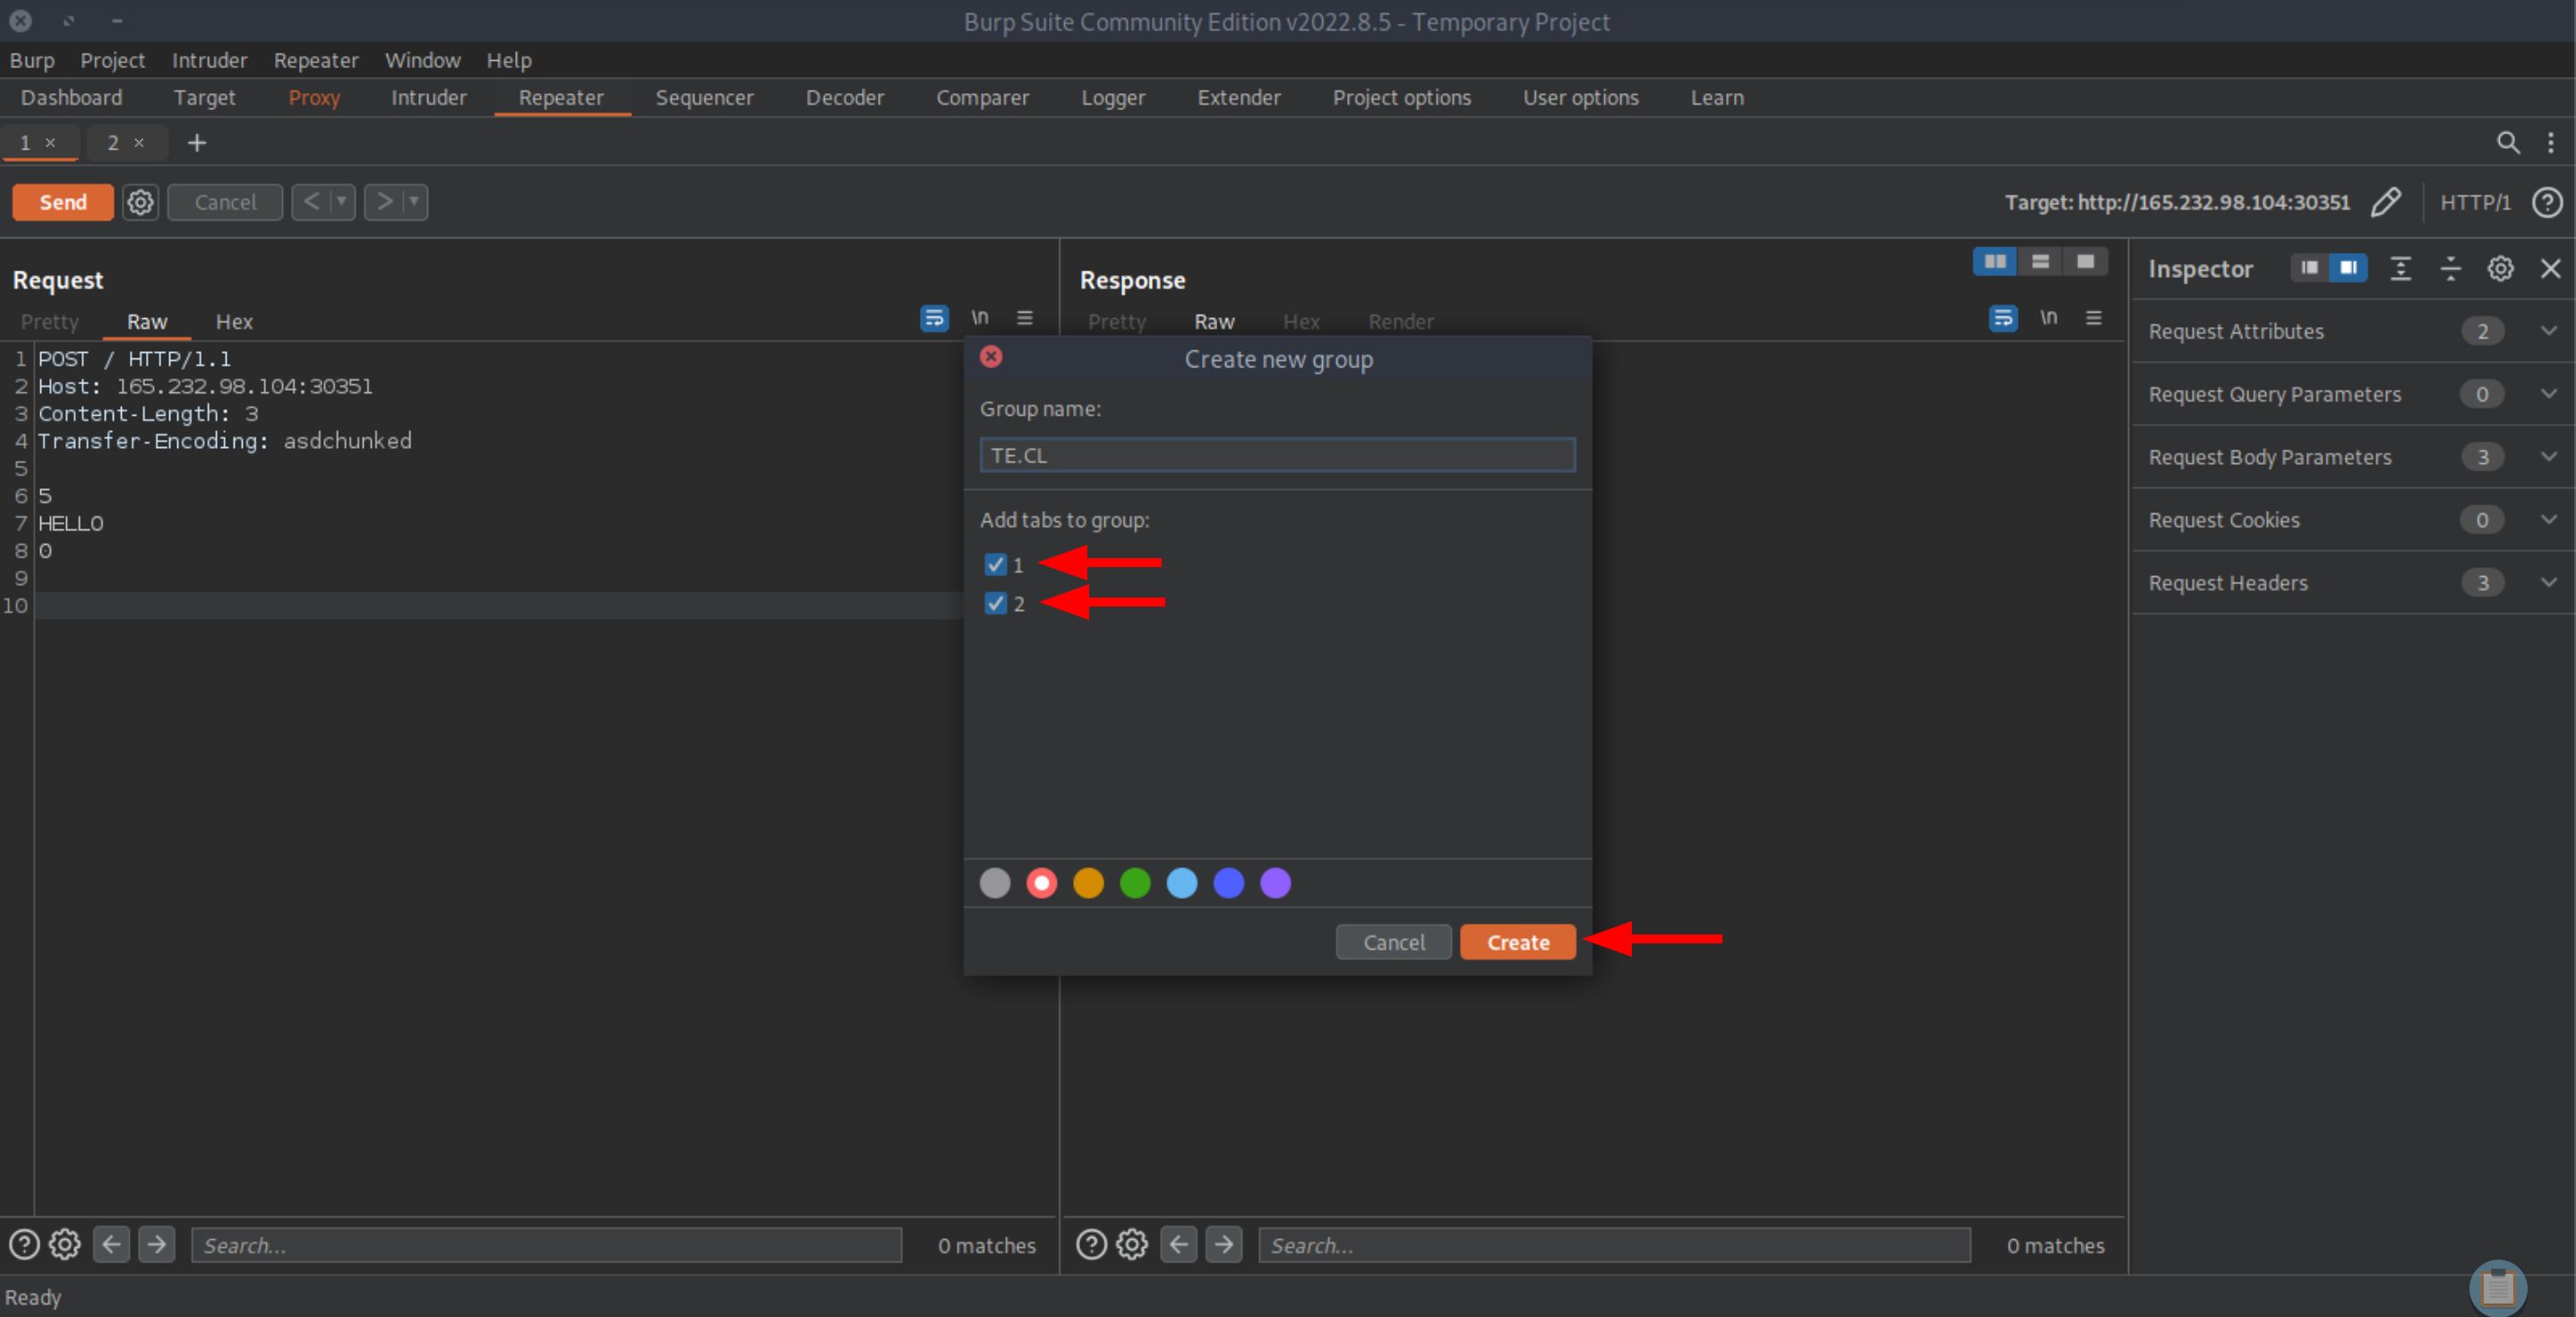 Burp Suite Community Edition v2022.8.5 - Temporary Project
Burp Project Intruder Repeater Window Help
Dashboard Target Proxy Intruder Repeater Sequencer Decoder Comparer Logger Extender Project options User options Learn
1 × 2 × +
Send Cancel < > Target: http://165.232.98.104:30351 HTTP/1 ?
Request
Pretty Raw Hex \n
1 POST / HTTP/1.1
2 Host: 165.232.98.104:30351
3 Content-Length: 3
4 Transfer-Encoding: asdchunked
5
6 5
7 HELLO
8 0
9
10
Response
Pretty Raw Hex Render \n
Create new group
Group name:
TE.CL
Add tabs to group:
1
2
Cancel Create
Inspector
Request Attributes 2
Request Query Parameters 0
Request Body Parameters 3
Request Cookies 0
Request Headers 3
? Search... 0 matches
? Search... 0 matches
Ready